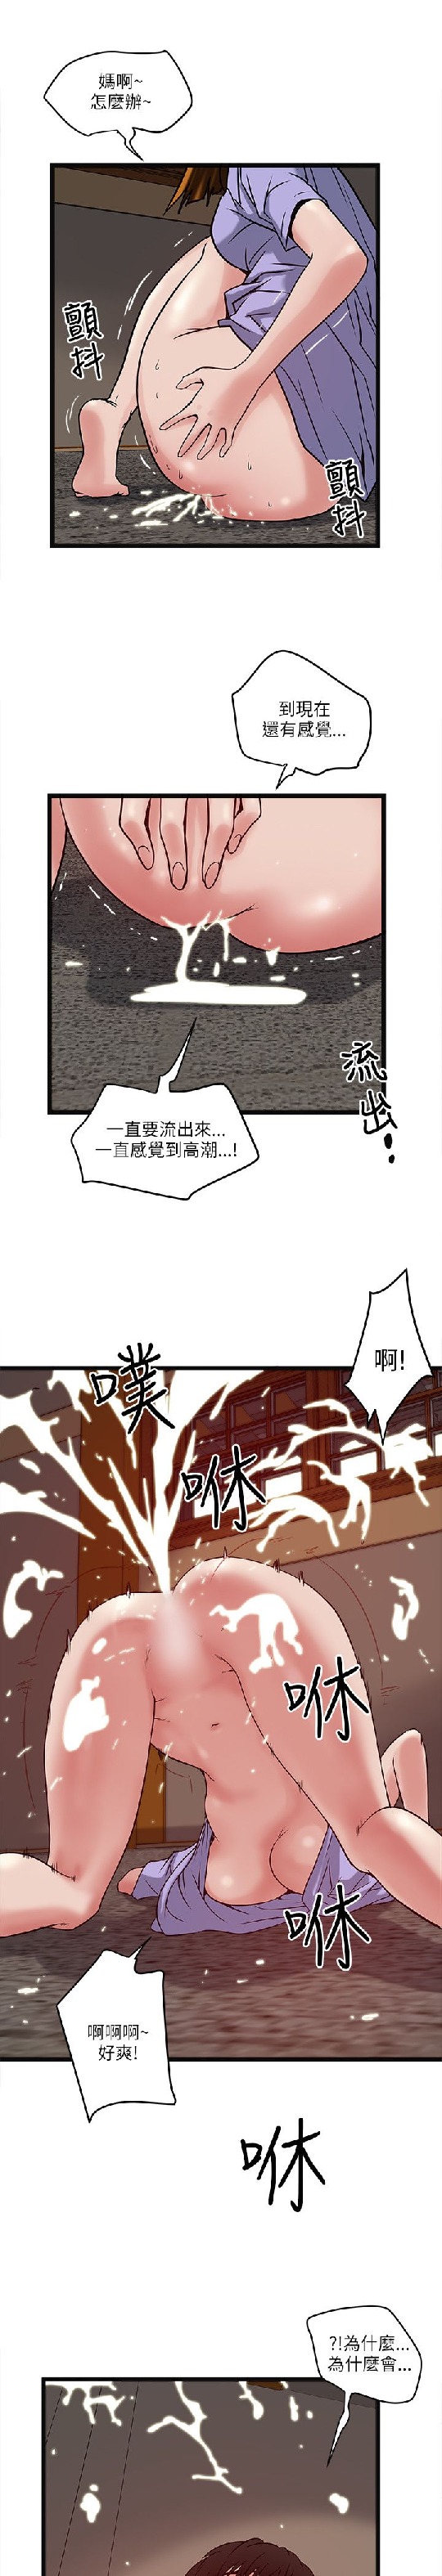 媽啊~
怎麼辦~
顫抖
顫抖
到現在
還有感覺...
流出..
一直要流出來...
一直感覺到高潮...!
啊!
噗
咻
咻
咻
啊啊啊~
好爽!
咻
?!為什麼...
為什麼會...